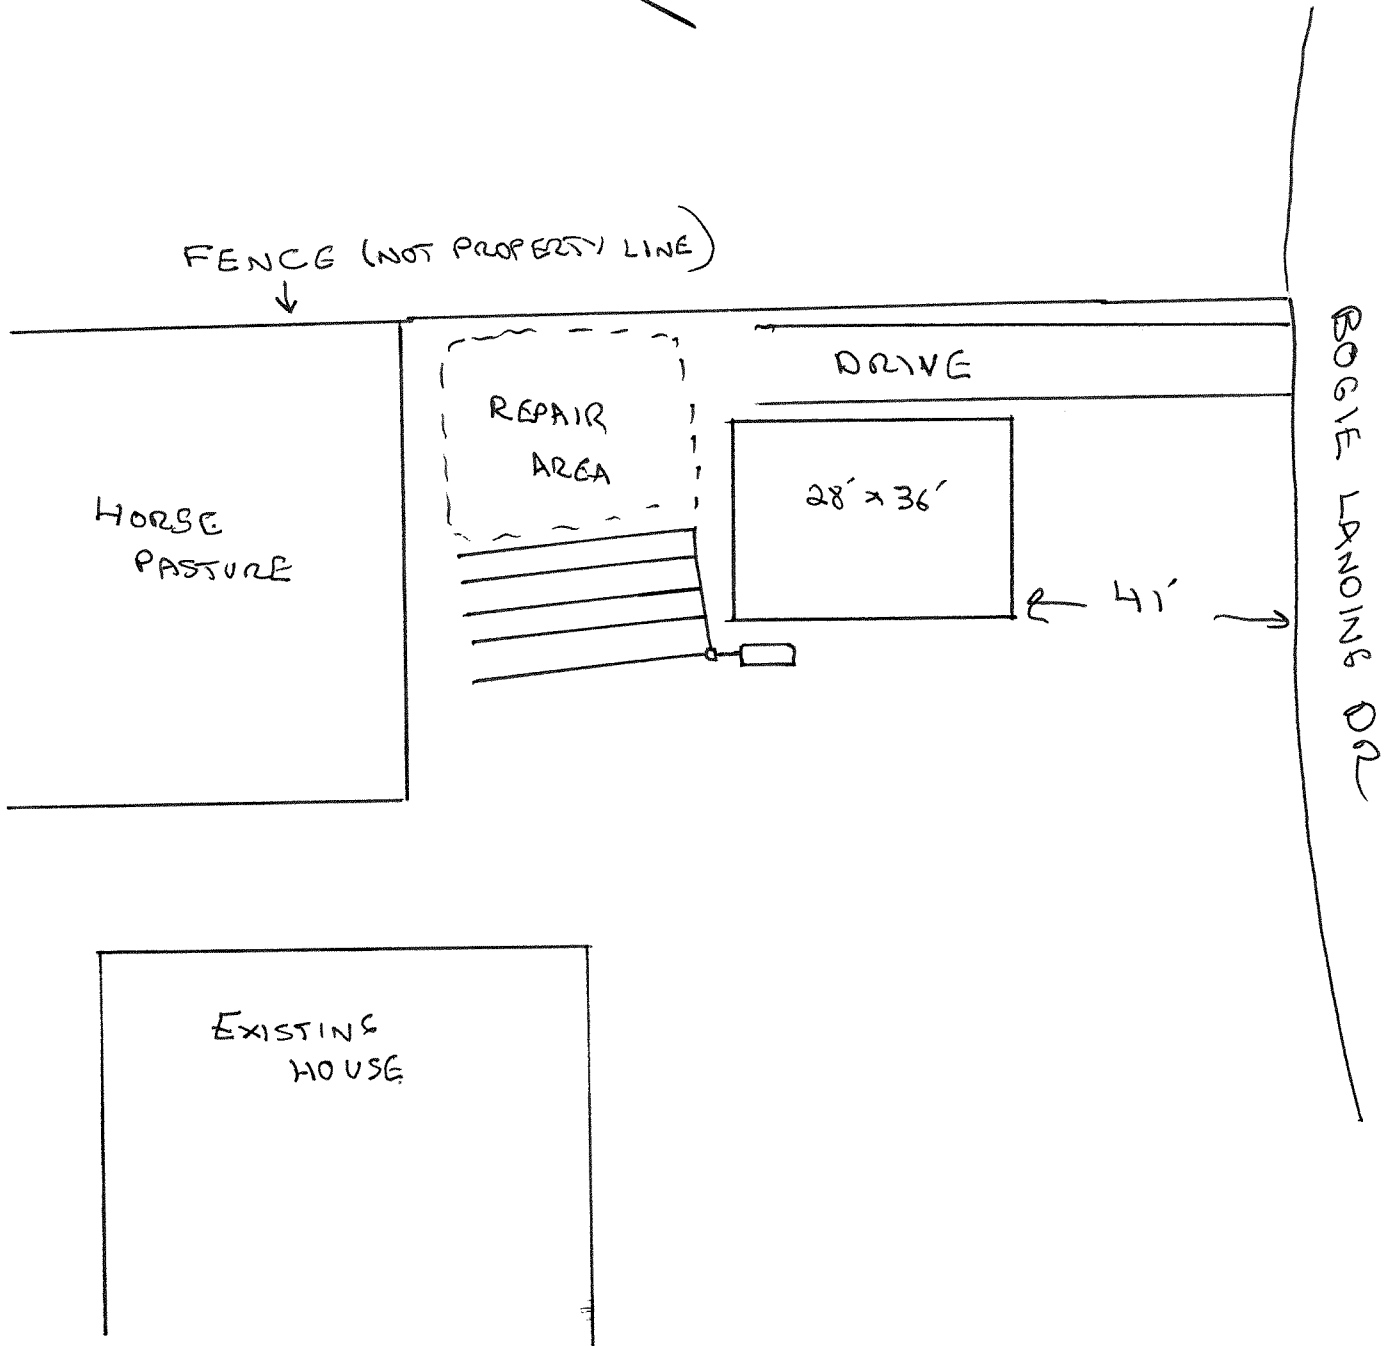 FENCE (NOT PROPERTY LINE)
DRIVE
REPAIR
AREA
28' x 36'
HORSE
PASTURE
41'
BOGIE LANDING DR
EXISTING
HOUSE